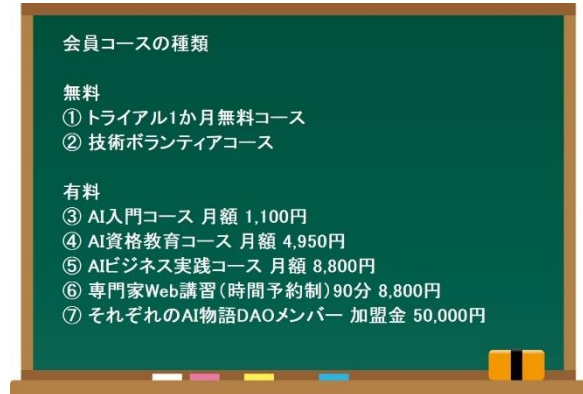 会員コースの種類
無料
① トライアル1か月無料コース
② 技術ボランティアコース
有料
③ AI入門コース 月額 1,100円
④ AI資格教育コース 月額 4,950円
⑤ AIビジネス実践コース 月額 8,800円
⑥ 専門家Web講習（時間予約制）90分 8,800円
⑦ それぞれのAI物語DAOメンバー 加盟金 50,000円